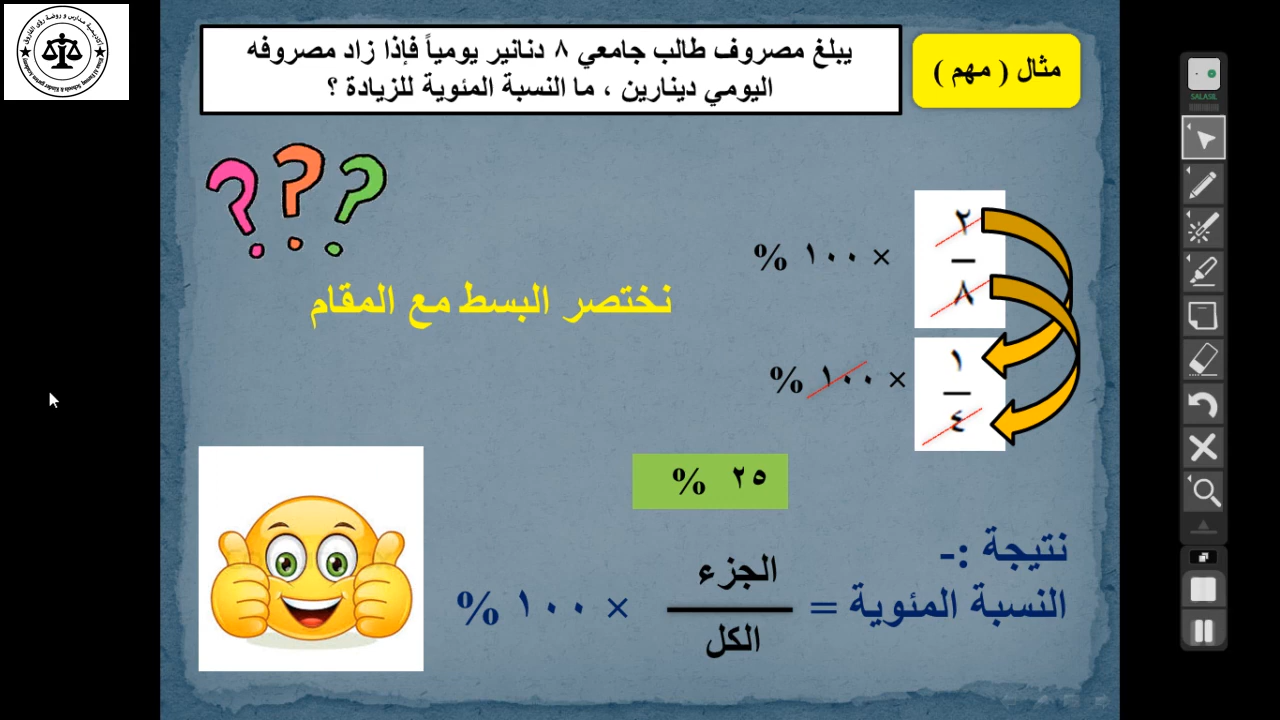 مثال ( مهم )
يبلغ مصروف طالب جامعي ٨ دنانير يومياً فإذا زاد مصروفه
اليومي دينارين ، ما النسبة المئوية للزيادة ؟
٢
× ١٠٠ %
٨
نختصر البسط مع المقام
١
× ١٠٠ %
٤
٢٥ %
نتيجة :-
الجزء
النسبة المئوية = × ١٠٠ %
الكل
SALASIL